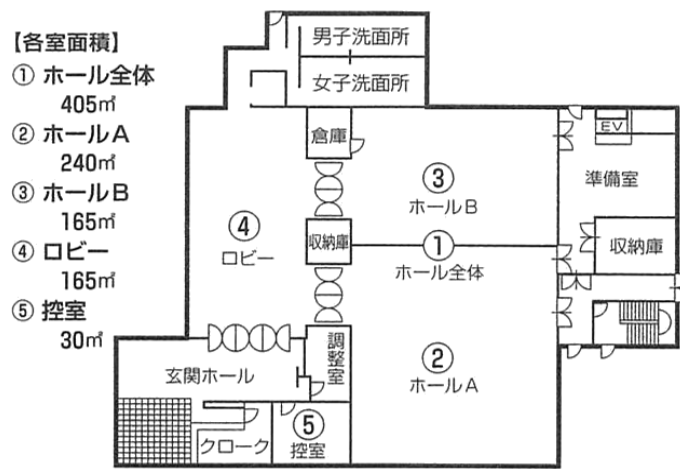 【各室面積】
① ホール全体
405㎡
② ホールA
240㎡
③ ホールB
165㎡
④ ロビー
165㎡
⑤ 控室
30㎡
男子洗面所
女子洗面所
倉庫
EV
準備室
③
ホールB
④
ロビー
収納庫
①
ホール全体
収納庫
調整室
玄関ホール
②
ホールA
クローク
⑤
控室